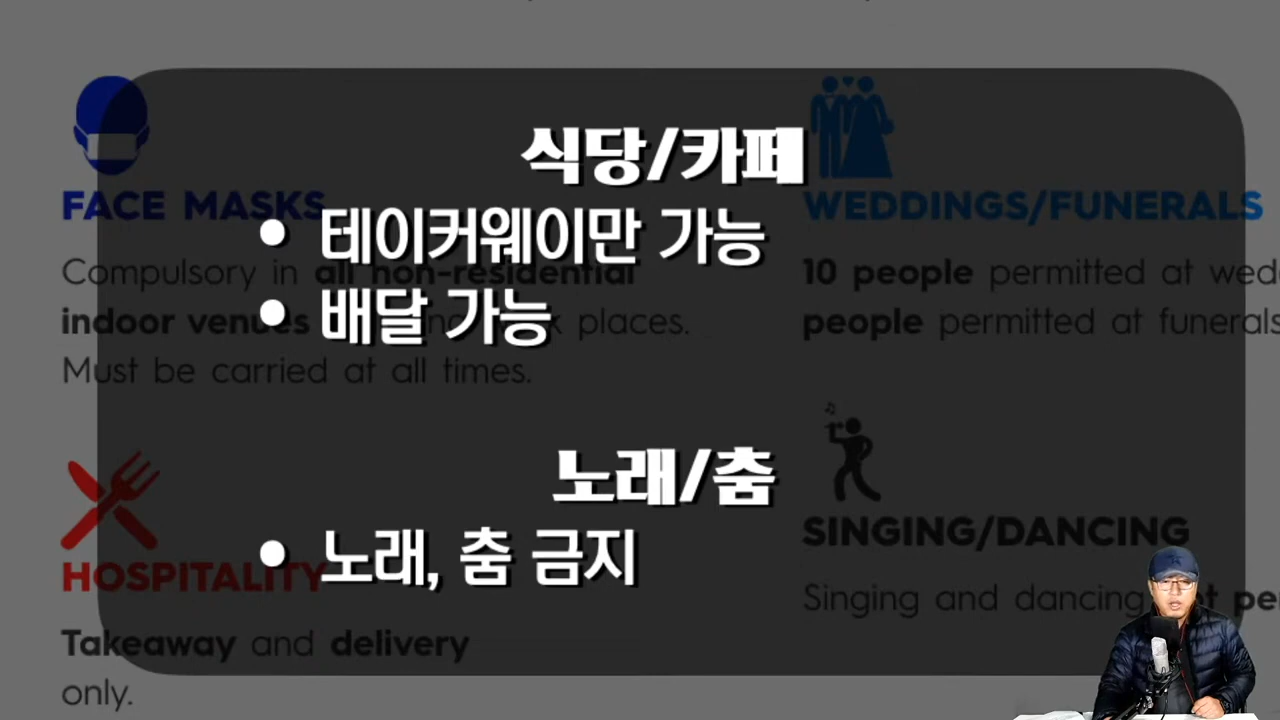 식당/카페
• 테이커웨이만 가능
• 배달 가능
노래/춤
• 노래, 춤 금지
FACE MASKS
Compulsory in all non-residential
indoor venues places.
Must be carried at all times.
HOSPITALITY
Takeaway and delivery
only.
WEDDINGS/FUNERALS
10 people permitted at wed
people permitted at funerals
SINGING/DANCING
Singing and dancing